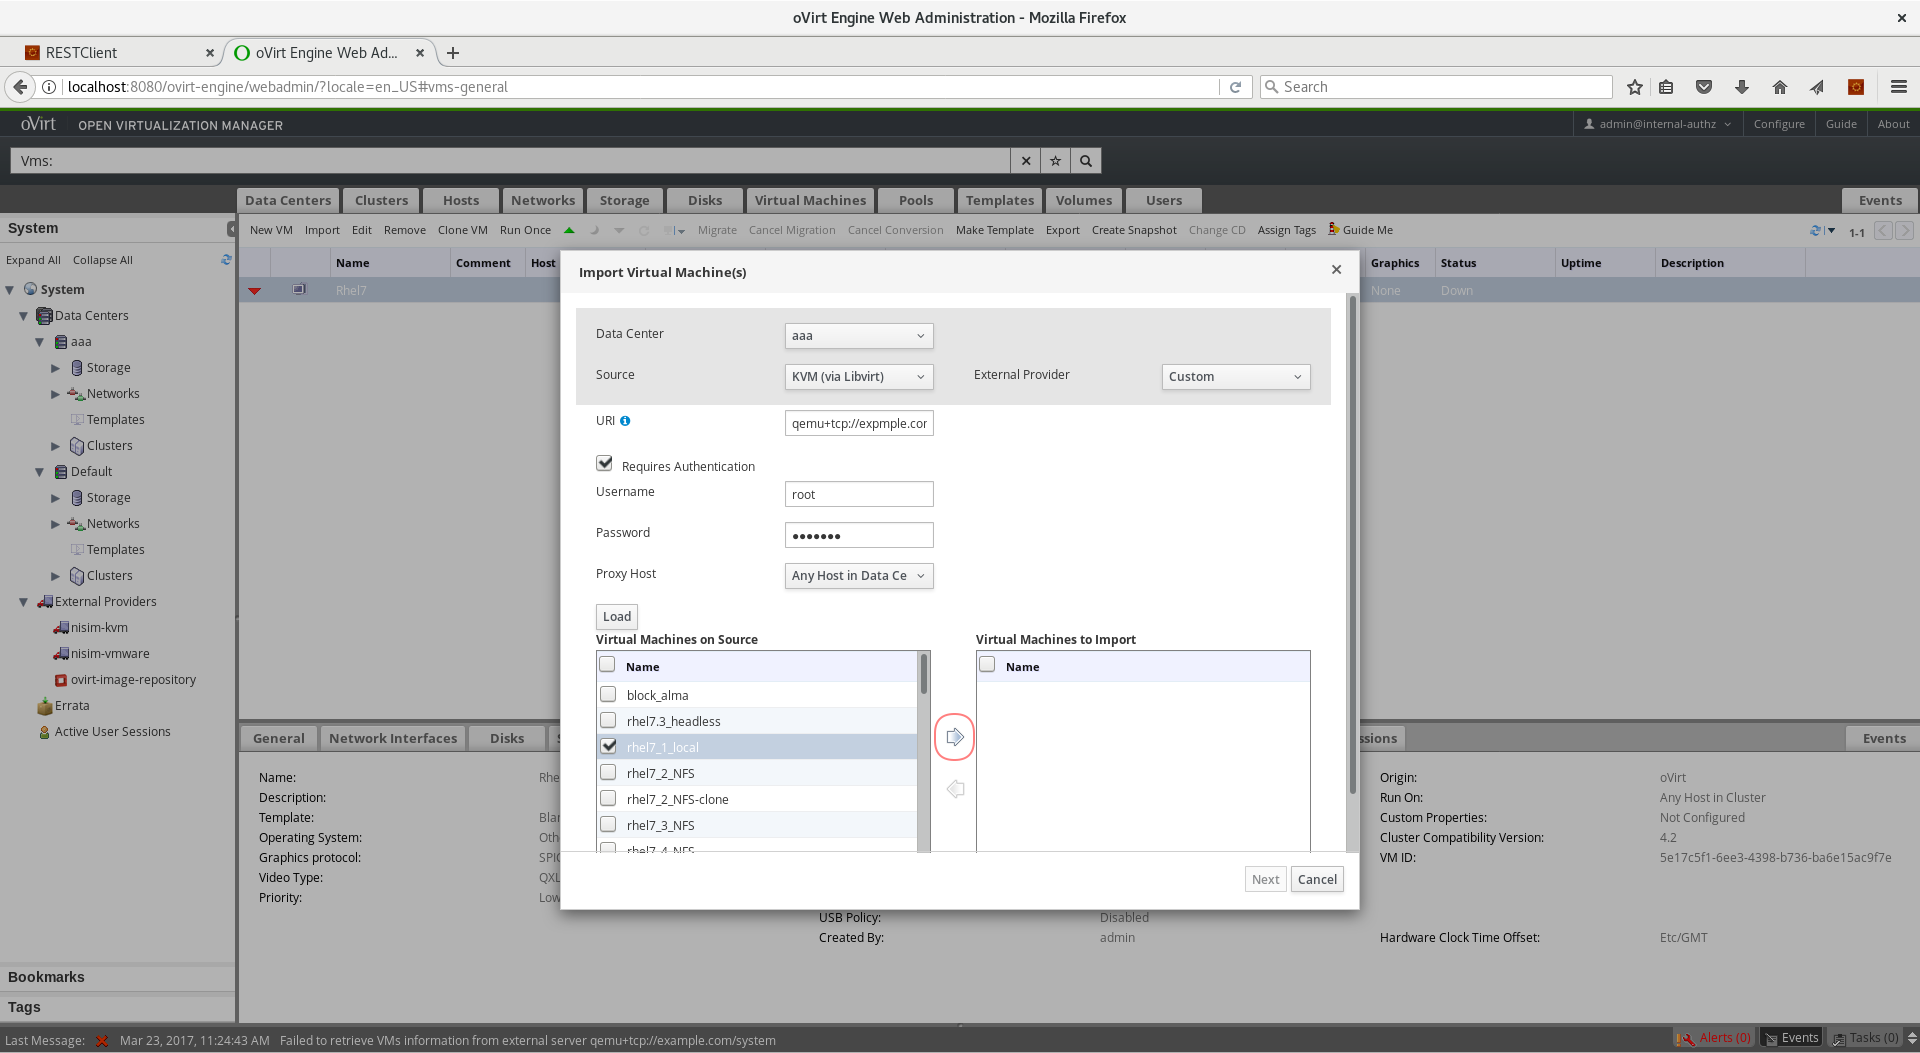 oVirt Engine Web Administration - Mozilla Firefox
RESTClient
oVirt Engine Web Ad...
localhost:8080/ovirt-engine/webadmin/?locale=en_US#vms-general
Search
oVirt OPEN VIRTUALIZATION MANAGER
admin@internal-authz Configure Guide About
Vms:
Data Centers Clusters Hosts Networks Storage Disks Virtual Machines Pools Templates Volumes Users Events
System
New VM Import Edit Remove Clone VM Run Once Migrate Cancel Migration Cancel Conversion Make Template Export Create Snapshot Change CD Assign Tags Guide Me 1-1
Expand All Collapse All
Name Comment Host Graphics Status Uptime Description
Rhel7 None Down
System
Data Centers
aaa
Storage
Networks
Templates
Clusters
Default
Storage
Networks
Templates
Clusters
External Providers
nisim-kvm
nisim-vmware
ovirt-image-repository
Errata
Active User Sessions
Bookmarks
Tags
Import Virtual Machine(s)
Data Center aaa
Source KVM (via Libvirt) External Provider Custom
URI qemu+tcp://expmple.cor
Requires Authentication
Username root
Password •••••••
Proxy Host Any Host in Data Ce
Load
Virtual Machines on Source Virtual Machines to Import
Name Name
block_alma
rhel7.3_headless
rhel7_1_local
rhel7_2_NFS
rhel7_2_NFS-clone
rhel7_3_NFS
rhel7_4_NFS
Next Cancel
General Network Interfaces Disks S ssions Events
Name: Rhe
Description:
Template: Bla
Operating System: Oth
Graphics protocol: SPIC
Video Type: QXL
Priority: Low
USB Policy: Disabled
Created By: admin
Origin: oVirt
Run On: Any Host in Cluster
Custom Properties: Not Configured
Cluster Compatibility Version: 4.2
VM ID: 5e17c5f1-6ee3-4398-b736-ba6e15ac9f7e
Hardware Clock Time Offset: Etc/GMT
Last Message: Mar 23, 2017, 11:24:43 AM Failed to retrieve VMs information from external server qemu+tcp://example.com/system
Alerts (0) Events Tasks (0)